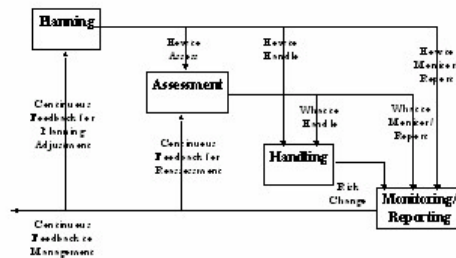 Planning
How to
Assess
How to
Handle
How to
Monitor/
Report
Assessment
Continuous
Feedback for
Planning
Adjustment
Continuous
Feedback for
Reassessment
What to
Handle
What to
Monitor/
Report
Handling
Risk
Change
Monitoring/
Reporting
Continuous
Feedback to
Management